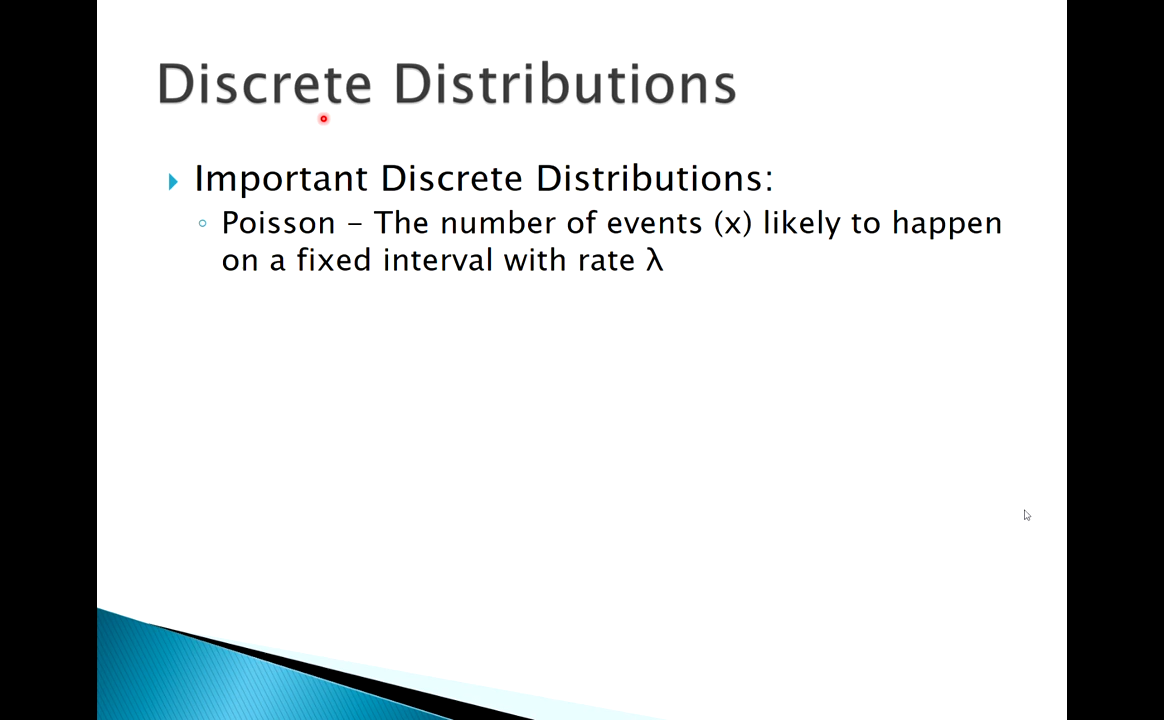 Discrete Distributions
Important Discrete Distributions:
Poisson – The number of events (x) likely to happen
on a fixed interval with rate λ